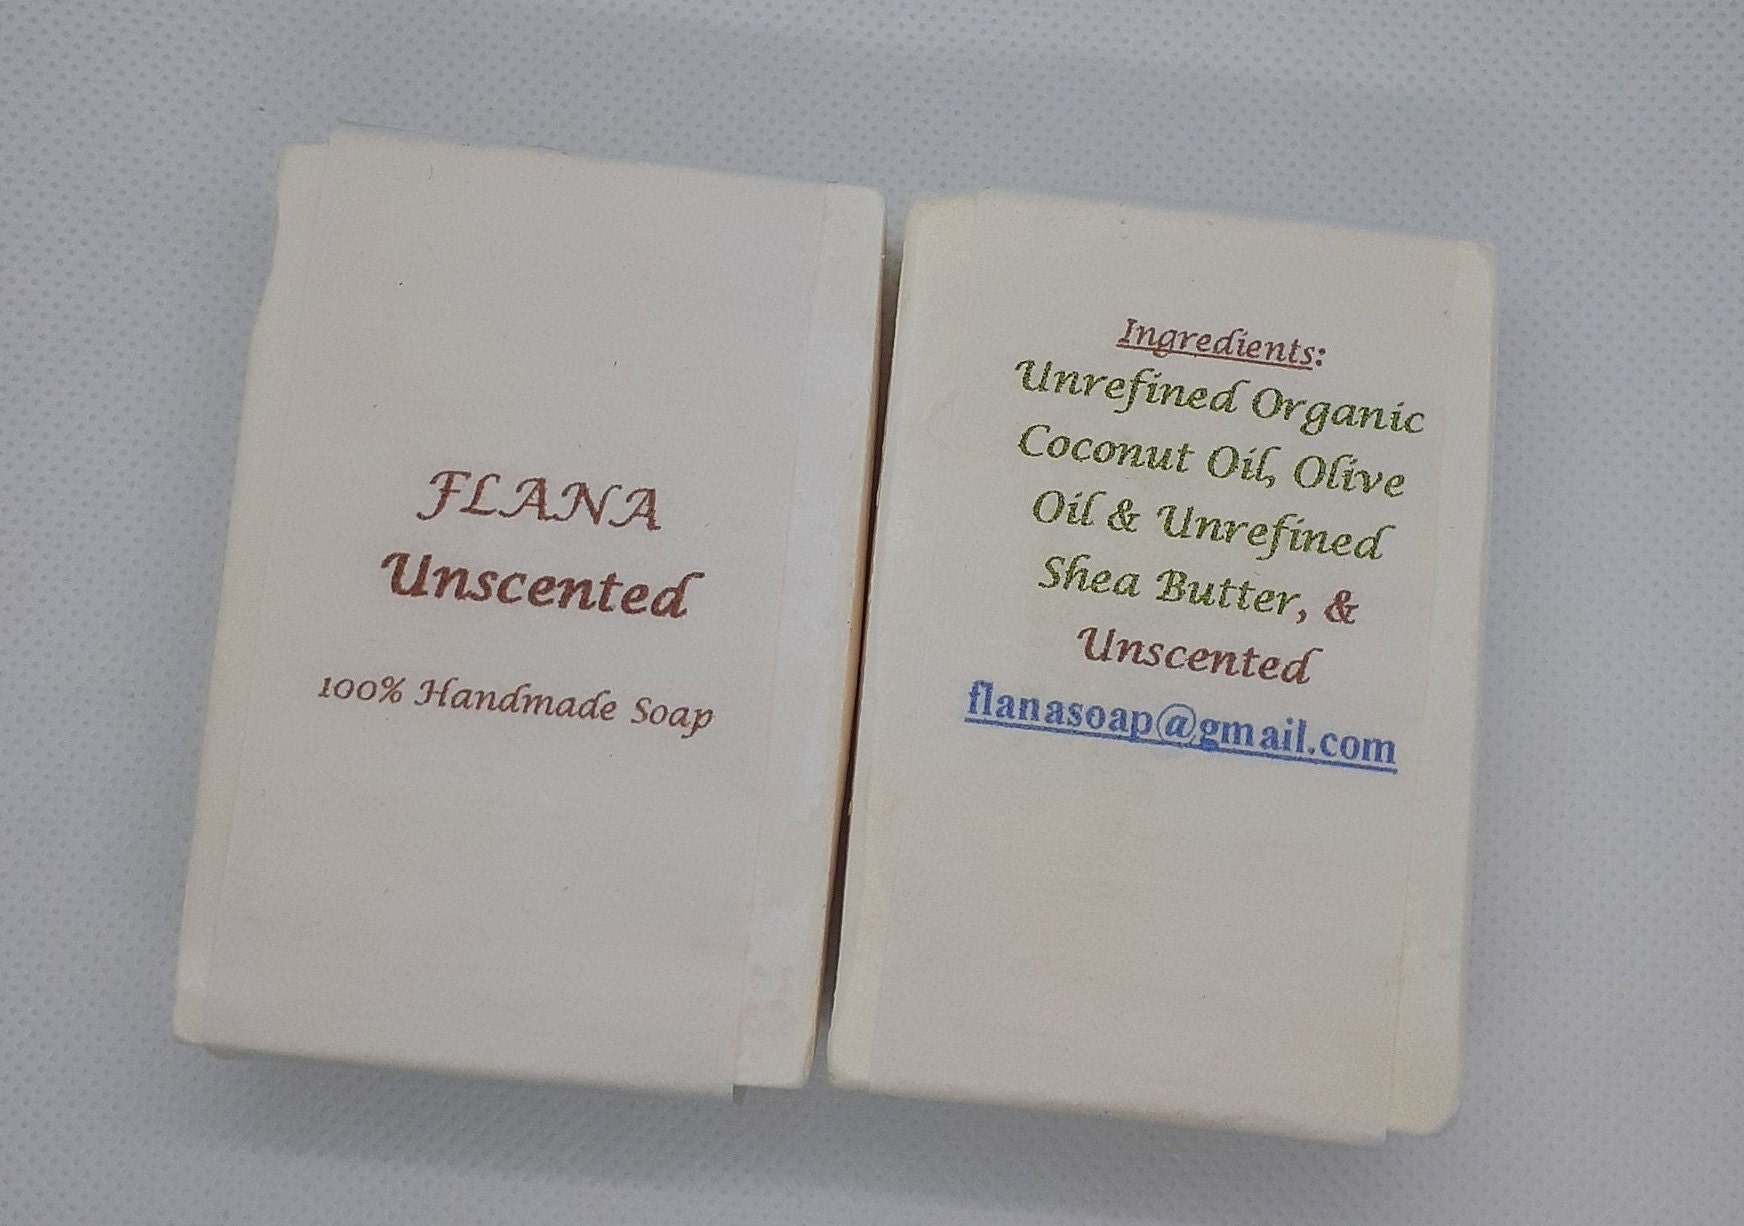 FLANA
Unscented
100% Handmade Soap
Ingredients:
Unrefined Organic
Coconut Oil, Olive
Oil & Unrefined
Shea Butter, &
Unscented
flanasoap@gmail.com